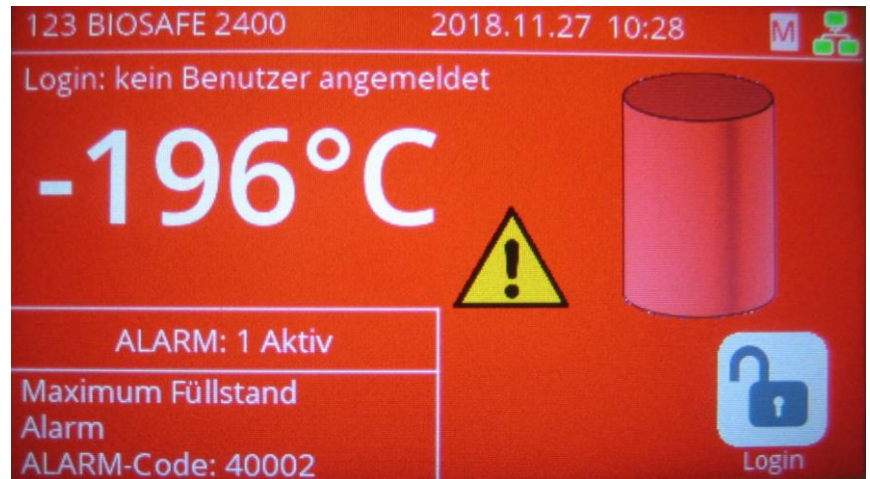 123 BIOSAFE 2400 2018.11.27 10:28 M
Login: kein Benutzer angemeldet
-196°C
ALARM: 1 Aktiv
Maximum Füllstand
Alarm
ALARM-Code: 40002
Login